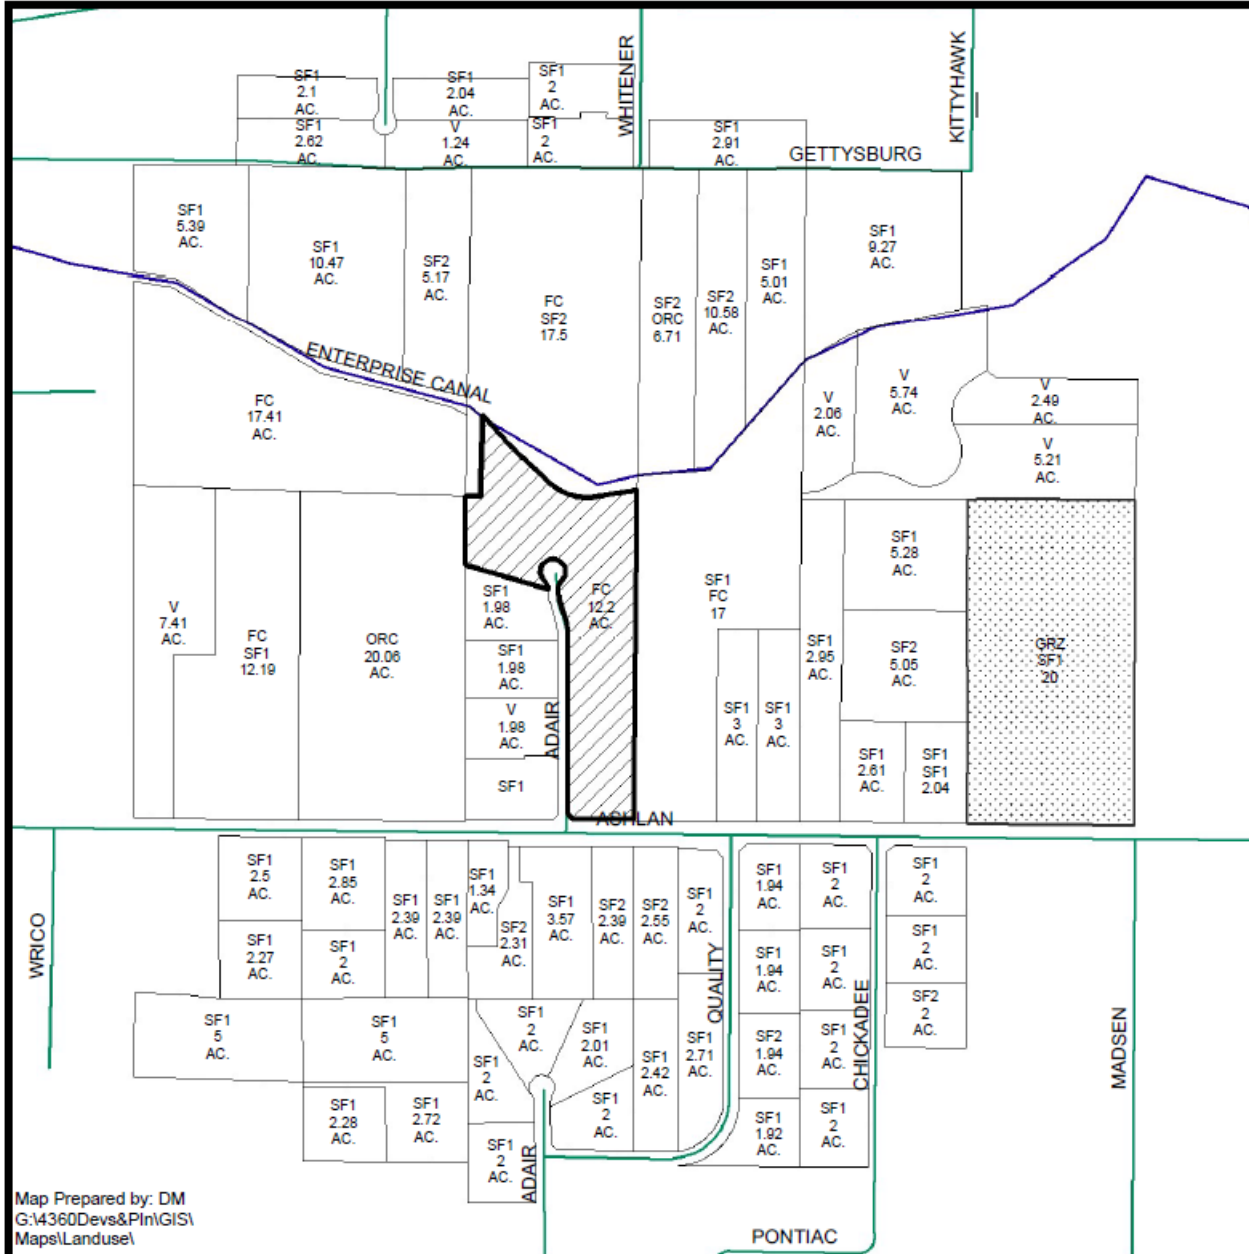 WHITENER
KITTYHAWK
SF1
2.1
AC.
SF1
2.04
AC.
SF1
2
AC.
SF1
2.62
AC.
V
1.24
AC.
SF1
2
AC.
SF1
2.91
AC.
GETTYSBURG
SF1
5.39
AC.
SF1
10.47
AC.
SF2
5.17
AC.
FC
SF2
17.5
SF2
ORC
6.71
SF2
10.58
AC.
SF1
5.01
AC.
SF1
9.27
AC.
ENTERPRISE CANAL
FC
17.41
AC.
V
2.06
AC.
V
5.74
AC.
V
2.49
AC.
V
5.21
AC.
V
7.41
AC.
FC
SF1
12.19
ORC
20.06
AC.
SF1
1.98
AC.
SF1
1.98
AC.
V
1.98
AC.
SF1
ADAIR
FC
12.2
AC.
SF1
FC
17
SF1
3
AC.
SF1
3
AC.
SF1
2.95
AC.
SF1
5.28
AC.
SF2
5.05
AC.
SF1
2.61
AC.
SF1
SF1
2.04
GRZ
SF1
20
ASHLAN
WRICO
SF1
2.5
AC.
SF1
2.85
AC.
SF1
2.39
AC.
SF1
2.39
AC.
SF1
1.34
AC.
SF2
2.31
AC.
SF1
3.57
AC.
SF2
2.39
AC.
SF2
2.55
AC.
SF1
2
AC.
QUALITY
SF1
1.94
AC.
SF1
2
AC.
SF1
2
AC.
SF1
2.27
AC.
SF1
2
AC.
SF1
1.94
AC.
SF1
2
AC.
SF1
2
AC.
SF1
5
AC.
SF1
5
AC.
SF1
2
AC.
SF1
2.01
AC.
SF1
2
AC.
SF1
2.42
AC.
SF1
2.71
AC.
SF2
1.94
AC.
SF1
2
AC.
CHICKADEE
SF2
2
AC.
MADSEN
SF1
2.28
AC.
SF1
2.72
AC.
SF1
2
AC.
SF1
2
AC.
ADAIR
SF1
1.92
AC.
SF1
2
AC.
Map Prepared by: DM
G:\4360Devs&Pln\GIS\
Maps\Landuse\
PONTIAC